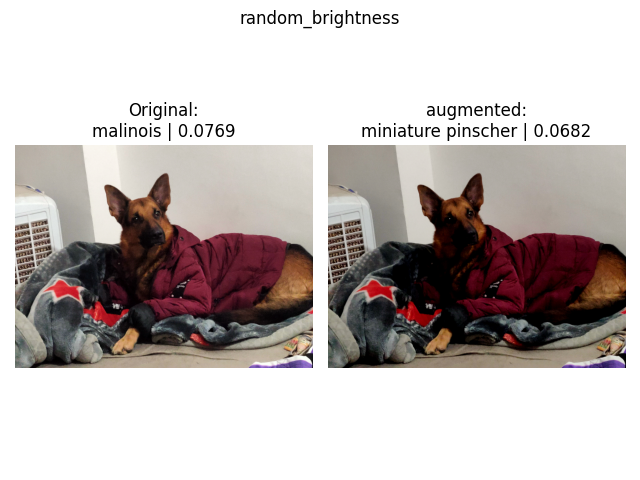 random_brightness
Original:
malinois | 0.0769
augmented:
miniature pinscher | 0.0682